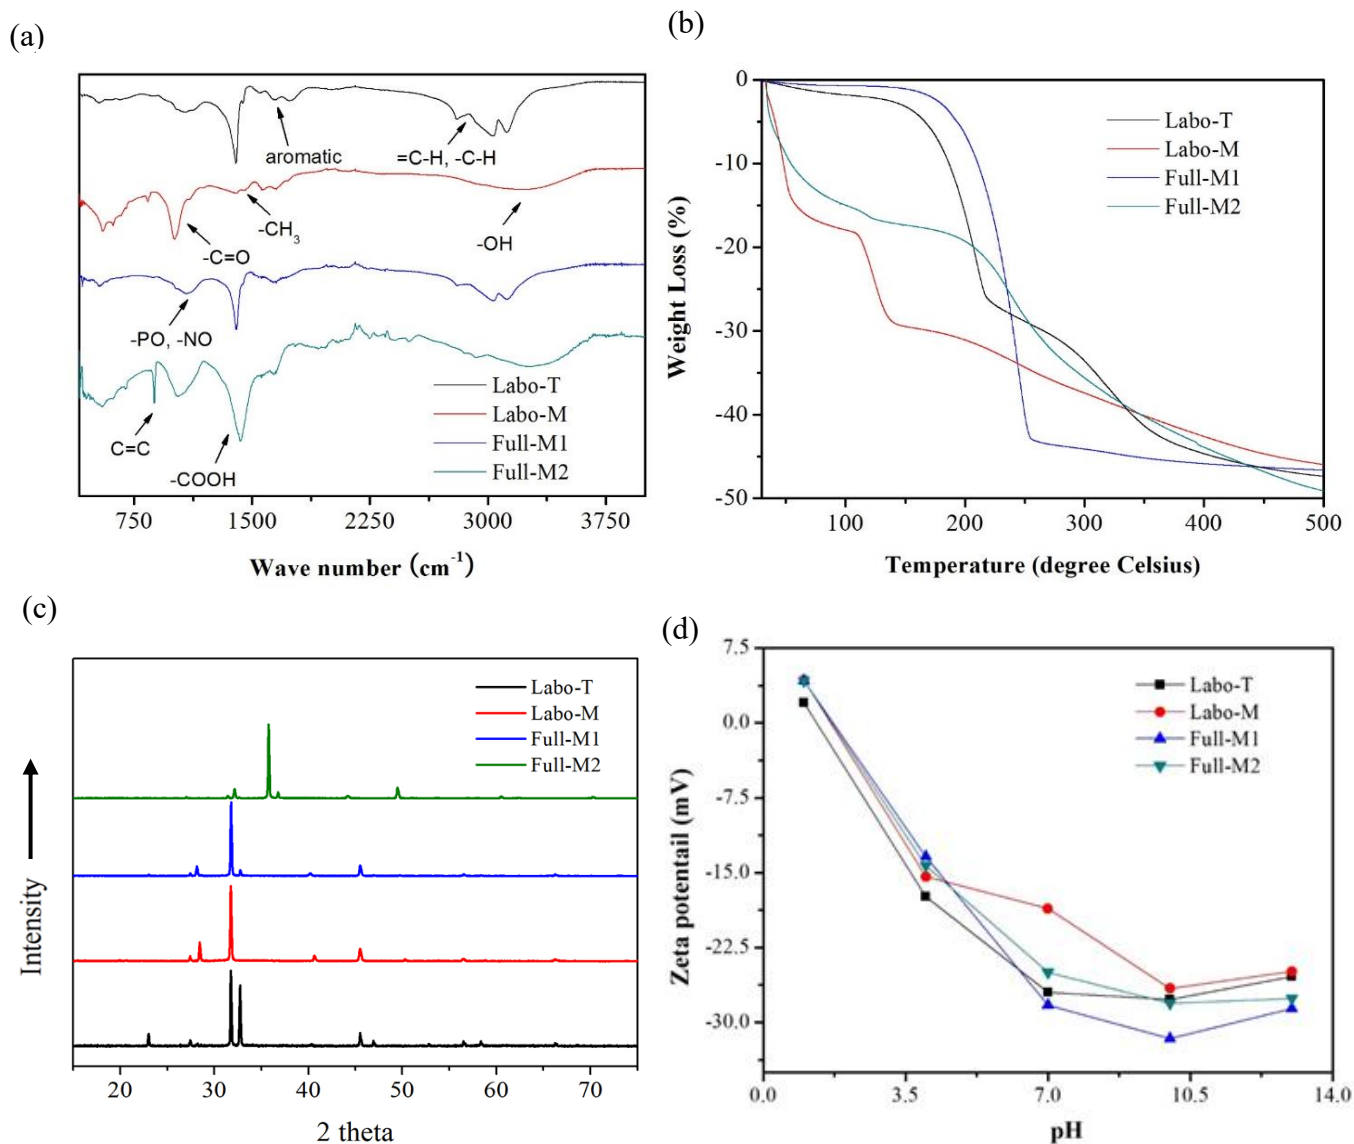 (a)
aromatic
=C-H, -C-H
-CH3
-OH
-C=O
-PO, -NO
C=C
-COOH
Labo-T
Labo-M
Full-M1
Full-M2
750 1500 2250 3000 3750
Wave number (cm-1)
(b)
0
-10
-20
-30
-40
-50
Weight Loss (%)
Labo-T
Labo-M
Full-M1
Full-M2
100 200 300 400 500
Temperature (degree Celsius)
(c)
Intensity
Labo-T
Labo-M
Full-M1
Full-M2
20 30 40 50 60 70
2 theta
(d)
7.5
0.0
-7.5
-15.0
-22.5
-30.0
Zeta potentail (mV)
Labo-T
Labo-M
Full-M1
Full-M2
0.0 3.5 7.0 10.5 14.0
pH